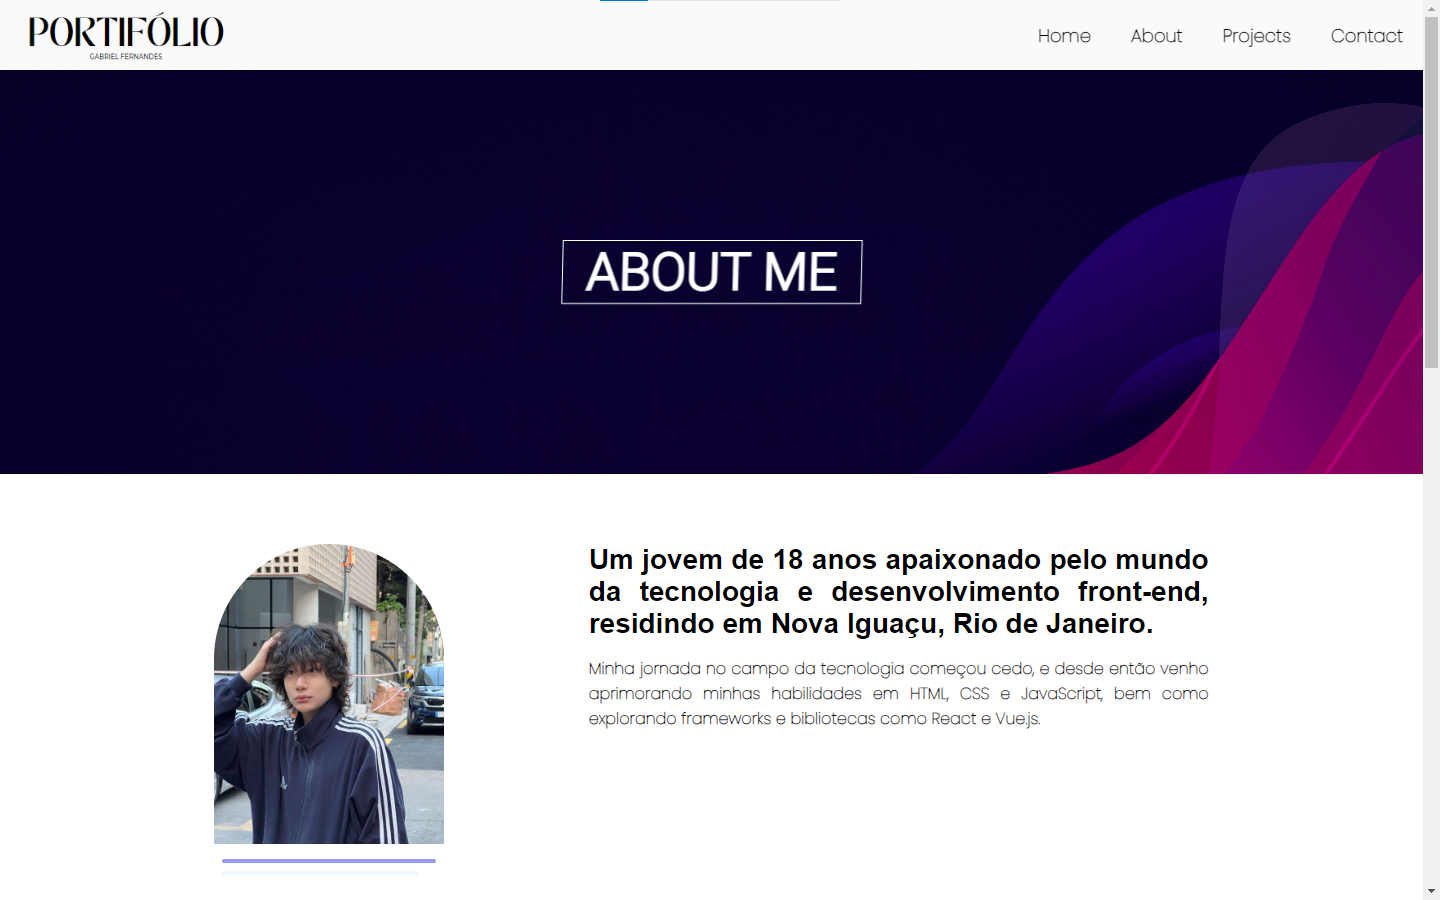 PORTIFÓLIO
GABRIEL FERNANDES
Home About Projects Contact
ABOUT ME
Um jovem de 18 anos apaixonado pelo mundo
da tecnologia e desenvolvimento front-end,
residindo em Nova Iguaçu, Rio de Janeiro.
Minha jornada no campo da tecnologia começou cedo, e desde então venho
aprimorando minhas habilidades em HTML, CSS e JavaScript, bem como
explorando frameworks e bibliotecas como React e Vue.js.